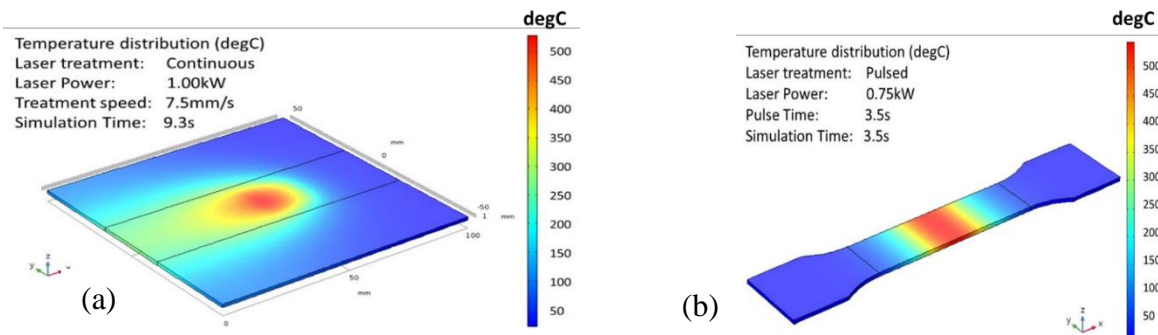 degC
Temperature distribution (degC)
Laser treatment: Continuous
Laser Power: 1.00kW
Treatment speed: 7.5mm/s
Simulation Time: 9.3s
50
mm
0
-50
1
mm
100
50
mm
0
y
z
500
450
400
350
300
250
200
150
100
50
(a)
degC
Temperature distribution (degC)
Laser treatment: Pulsed
Laser Power: 0.75kW
Pulse Time: 3.5s
Simulation Time: 3.5s
500
450
400
350
300
250
200
150
100
50
y
z
x
(b)